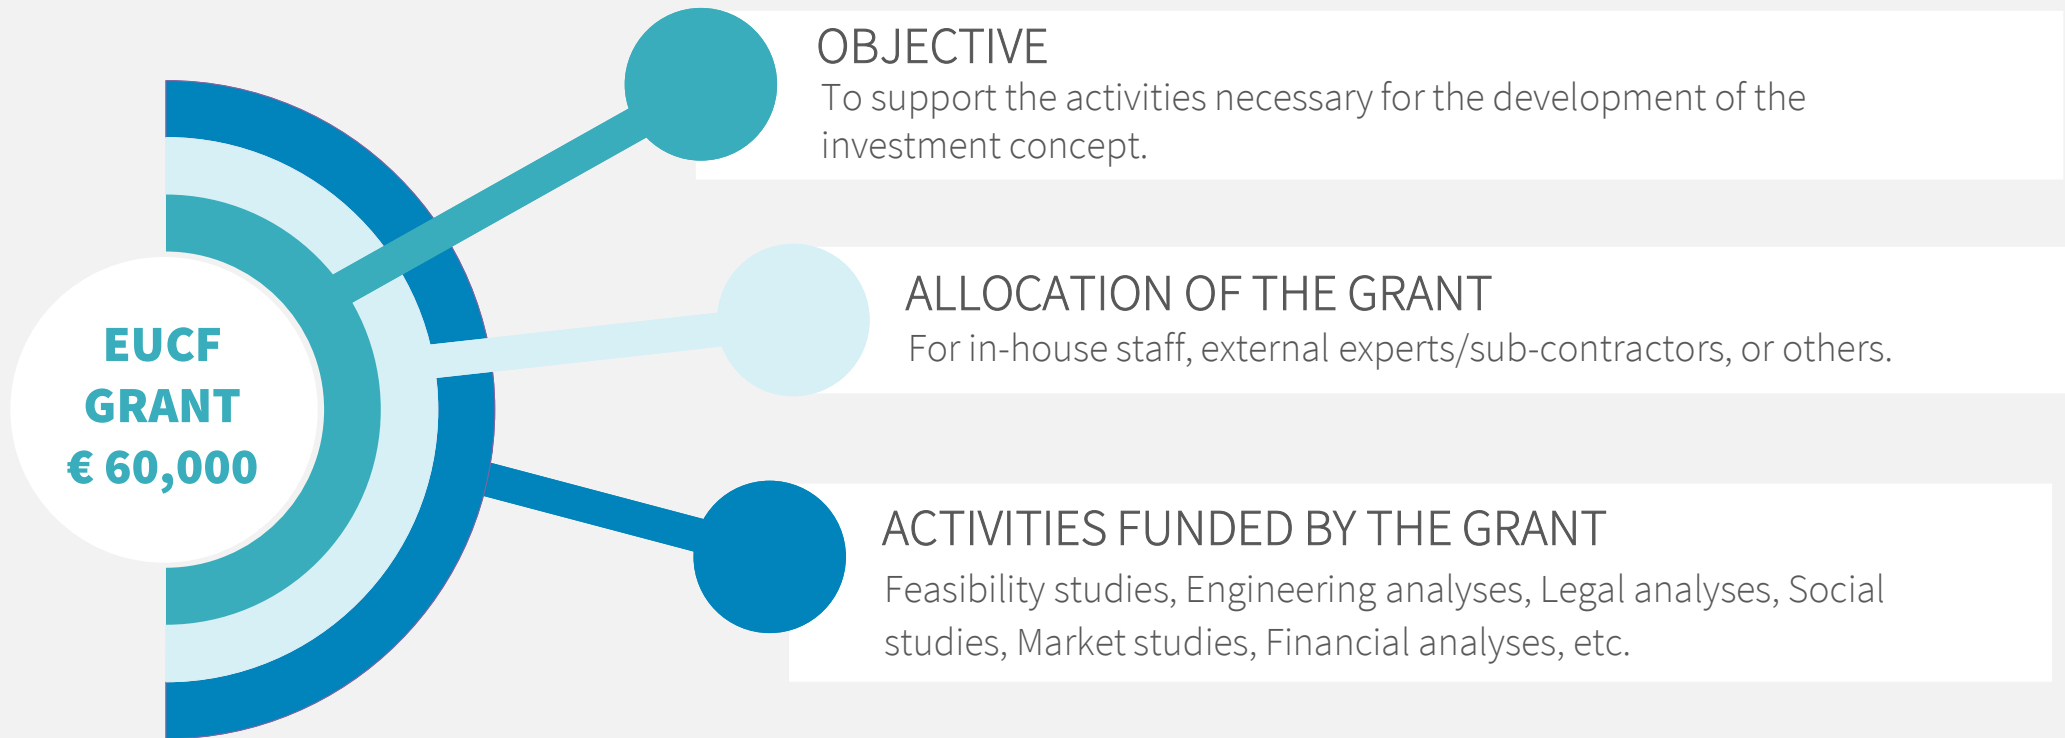 EUCF
GRANT
€ 60,000
OBJECTIVE
To support the activities necessary for the development of the
investment concept.
ALLOCATION OF THE GRANT
For in-house staff, external experts/sub-contractors, or others.
ACTIVITIES FUNDED BY THE GRANT
Feasibility studies, Engineering analyses, Legal analyses, Social
studies, Market studies, Financial analyses, etc.